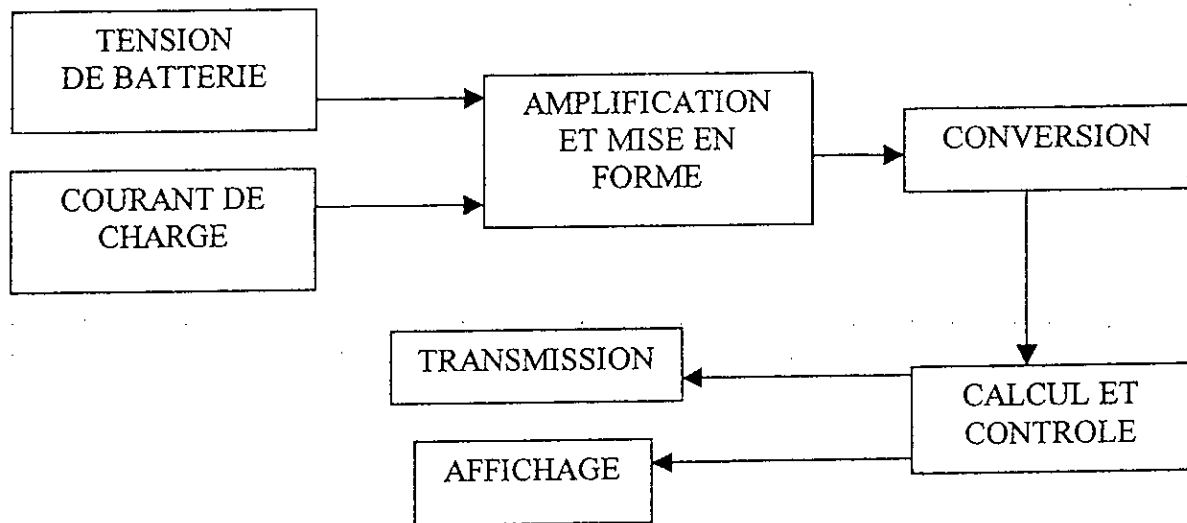 TENSION
DE BATTERIE
COURANT DE
CHARGE
AMPLIFICATION
ET MISE EN
FORME
CONVERSION
CALCUL ET
CONTROLE
TRANSMISSION
AFFICHAGE